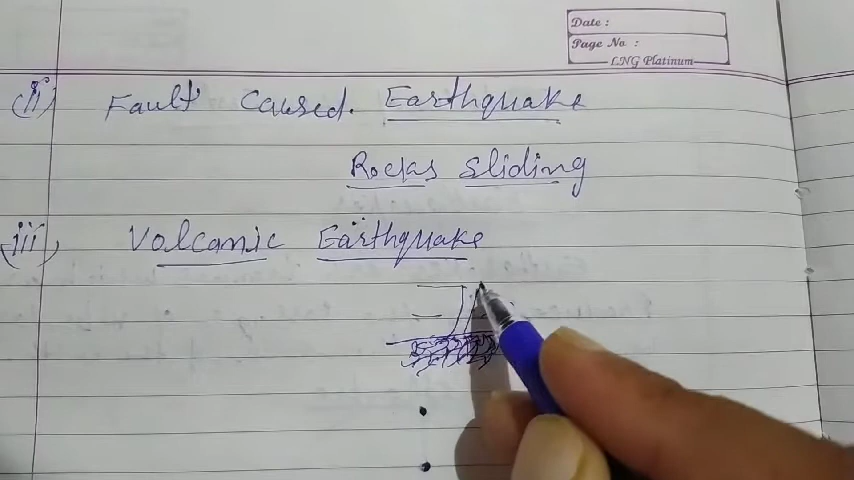 Date :
Page No :
LNG Platinum
(ii) Fault Caused. Earthquake
Rocks sliding
(iii) Volcanic Earthquake